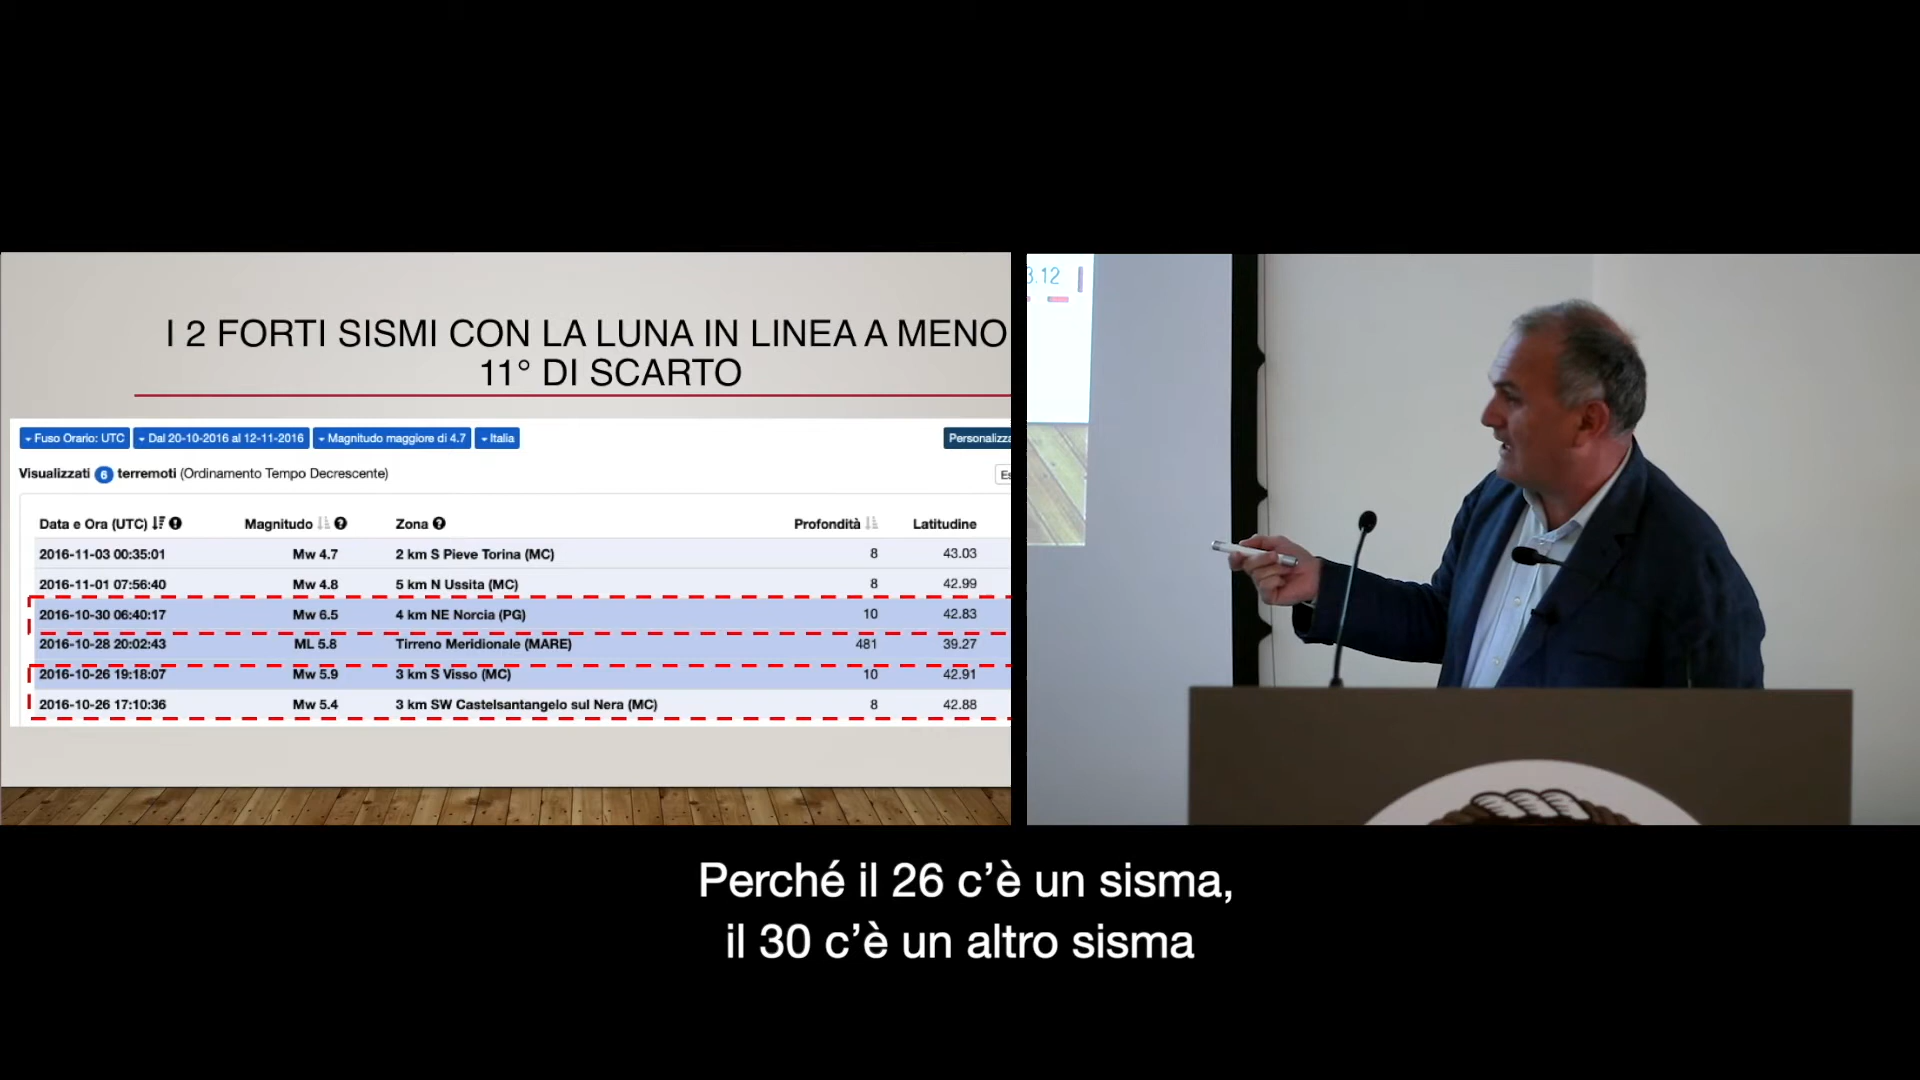 I 2 FORTI SISMI CON LA LUNA IN LINEA A MENO
11° DI SCARTO
Fuso Orario: UTC Dal 20-10-2016 al 12-11-2016 Magnitudo maggiore di 4.7 Italia
Visualizzati 6 terremoti (Ordinamento Tempo Decrescente)
Data e Ora (UTC) Magnitudo Zona Profondità Latitudine
2016-11-03 00:35:01 Mw 4.7 2 km S Pieve Torina (MC) 8 43.03
2016-11-01 07:56:40 Mw 4.8 5 km N Ussita (MC) 8 42.99
2016-10-30 06:40:17 Mw 6.5 4 km NE Norcia (PG) 10 42.83
2016-10-28 20:02:43 ML 5.8 Tirreno Meridionale (MARE) 481 39.27
2016-10-26 19:18:07 Mw 5.9 3 km S Visso (MC) 10 42.91
2016-10-26 17:10:36 Mw 5.4 3 km SW Castelsantangelo sul Nera (MC) 8 42.88
Perché il 26 c’è un sisma,
il 30 c’è un altro sisma